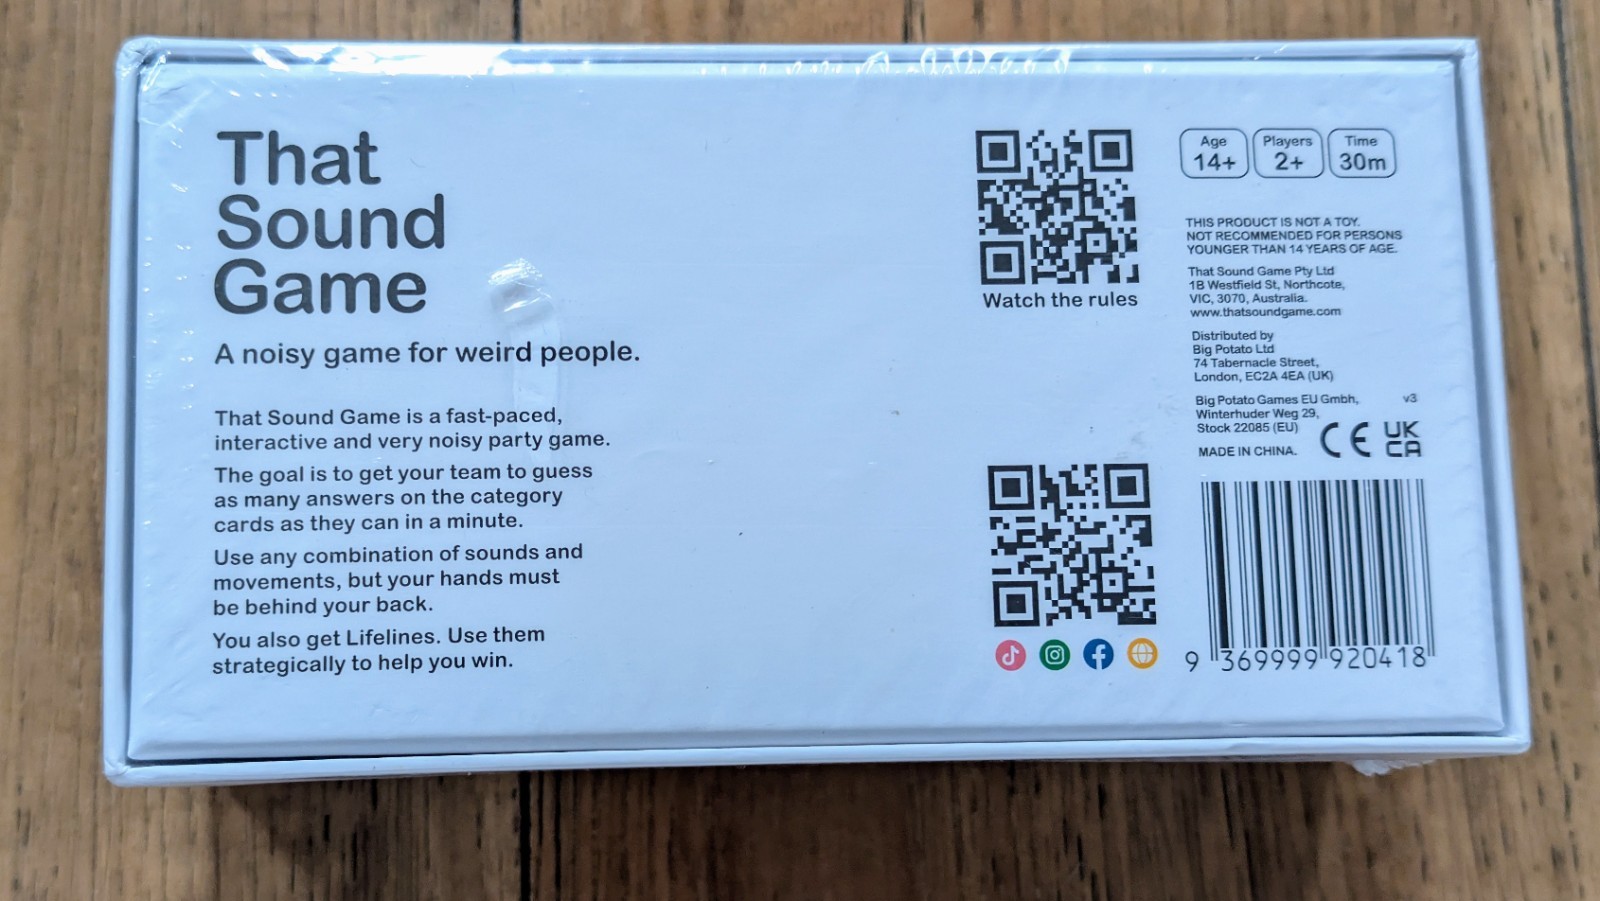 That
Sound
Game
A noisy game for weird people.
That Sound Game is a fast-paced,
interactive and very noisy party game.
The goal is to get your team to guess
as many answers on the category
cards as they can in a minute.
Use any combination of sounds and
movements, but your hands must
be behind your back.
You also get Lifelines. Use them
strategically to help you win.
Watch the rules
Age
14+
Players
2+
Time
30m
THIS PRODUCT IS NOT A TOY.
NOT RECOMMENDED FOR PERSONS
YOUNGER THAN 14 YEARS OF AGE.
That Sound Game Pty Ltd
1B Westfield St, Northcote,
VIC, 3070, Australia.
www.thatsoundgame.com
Distributed by
Big Potato Ltd
74 Tabernacle Street,
London, EC2A 4EA (UK)
Big Potato Games EU Gmbh, v3
Winterhuder Weg 29,
Stock 22085 (EU)
MADE IN CHINA.
CE
UK
CA
9 369999 920418